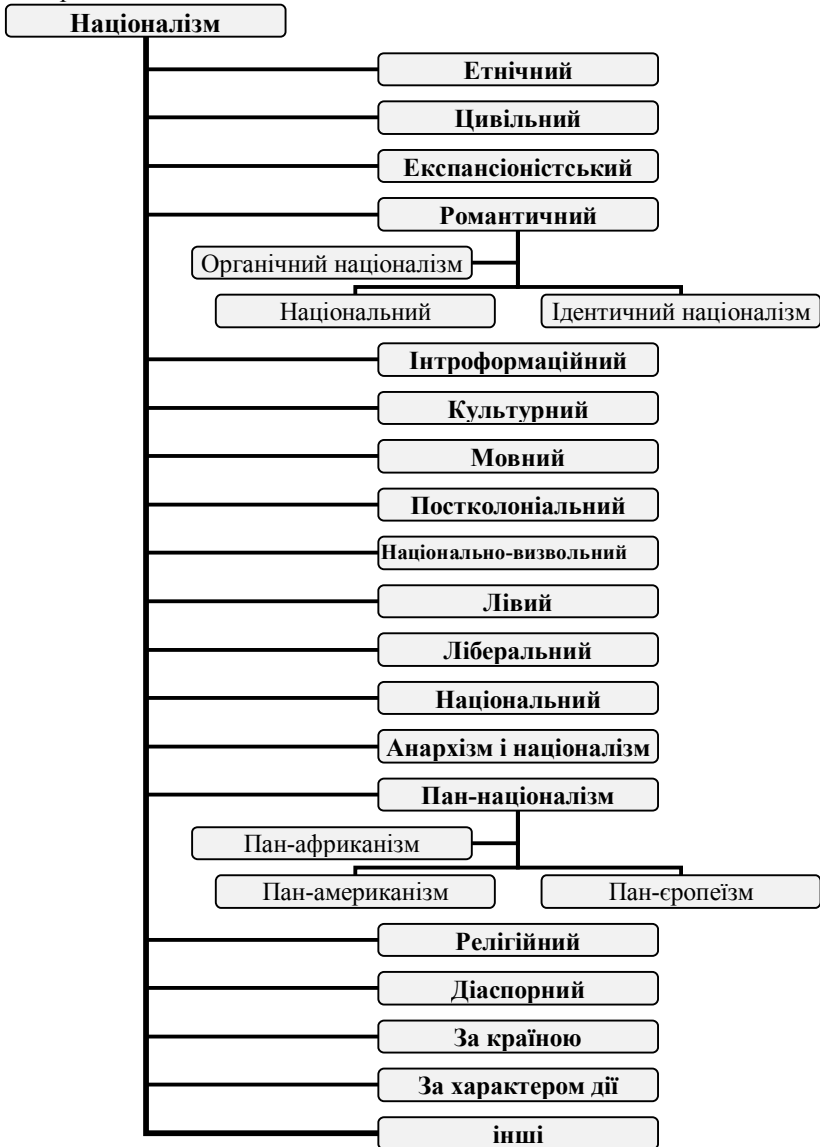 Націоналізм
Етнічний
Цивільний
Експансіоністський
Романтичний
Органічний націоналізм
Національний
Ідентичний націоналізм
Інтроформаційний
Культурний
Мовний
Постколоніальний
Національно-визвольний
Лівий
Ліберальний
Національний
Анархізм і націоналізм
Пан-націоналізм
Пан-африканізм
Пан-американізм
Пан-єропеїзм
Релігійний
Діаспорний
За країною
За характером дії
інші